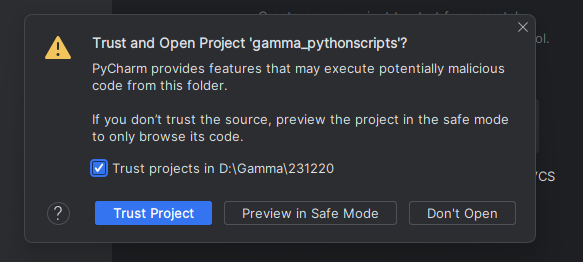 Trust and Open Project 'gamma_pythonscripts'?
PyCharm provides features that may execute potentially malicious
code from this folder.
If you don't trust the source, preview the project in the safe mode
to only browse its code.
Trust projects in D:\Gamma\231220
? Trust Project Preview in Safe Mode Don't Open